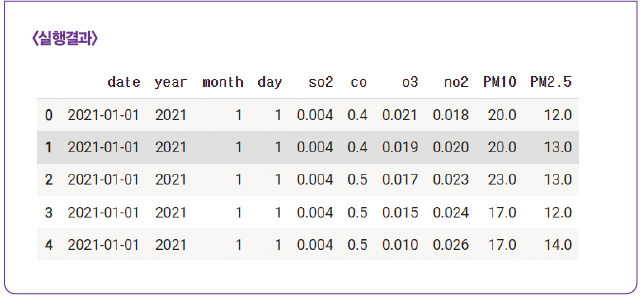 <실행결과>
date year month day so2 co o3 no2 PM10 PM2.5
0 2021-01-01 2021 1 1 0.004 0.4 0.021 0.018 20.0 12.0
1 2021-01-01 2021 1 1 0.004 0.4 0.019 0.020 20.0 13.0
2 2021-01-01 2021 1 1 0.004 0.5 0.017 0.023 23.0 13.0
3 2021-01-01 2021 1 1 0.004 0.5 0.015 0.024 17.0 12.0
4 2021-01-01 2021 1 1 0.004 0.5 0.010 0.026 17.0 14.0